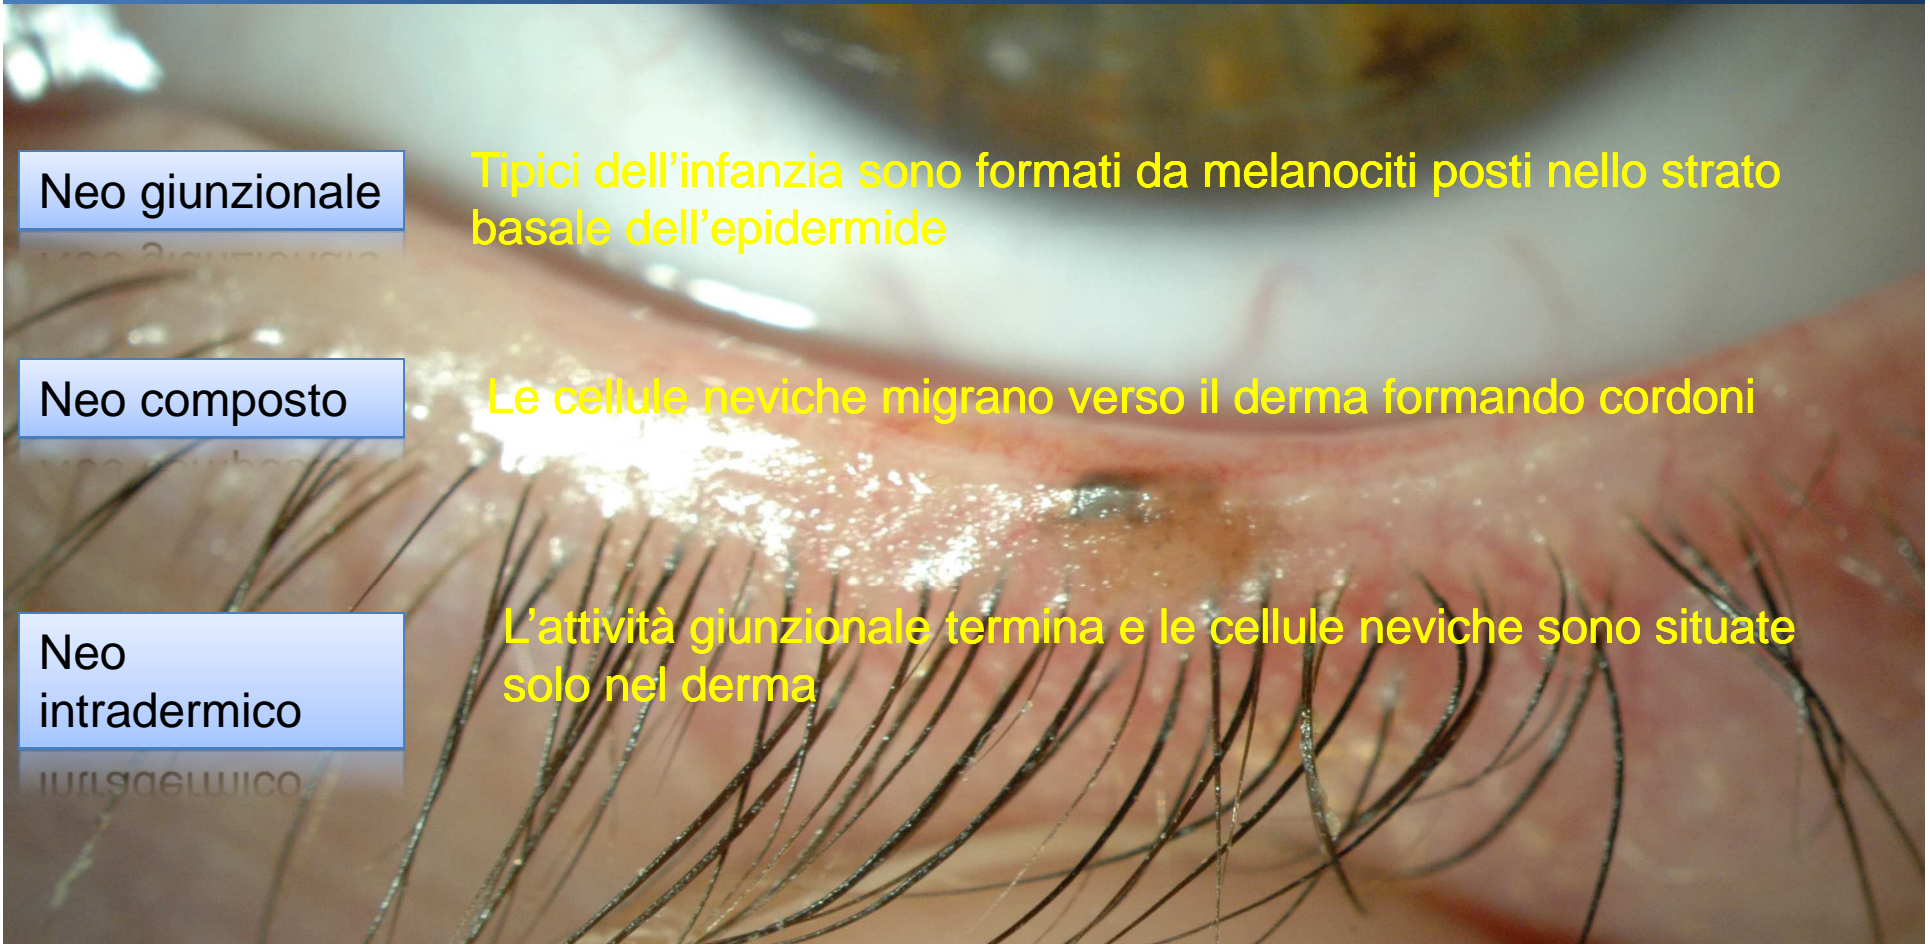 Neo giunzionale
Tipici dell'infanzia sono formati da melanociti posti nello strato
basale dell'epidermide
Neo composto
Le cellule neviche migrano verso il derma formando cordoni
Neo
intradermico
L'attività giunzionale termina e le cellule neviche sono situate
solo nel derma